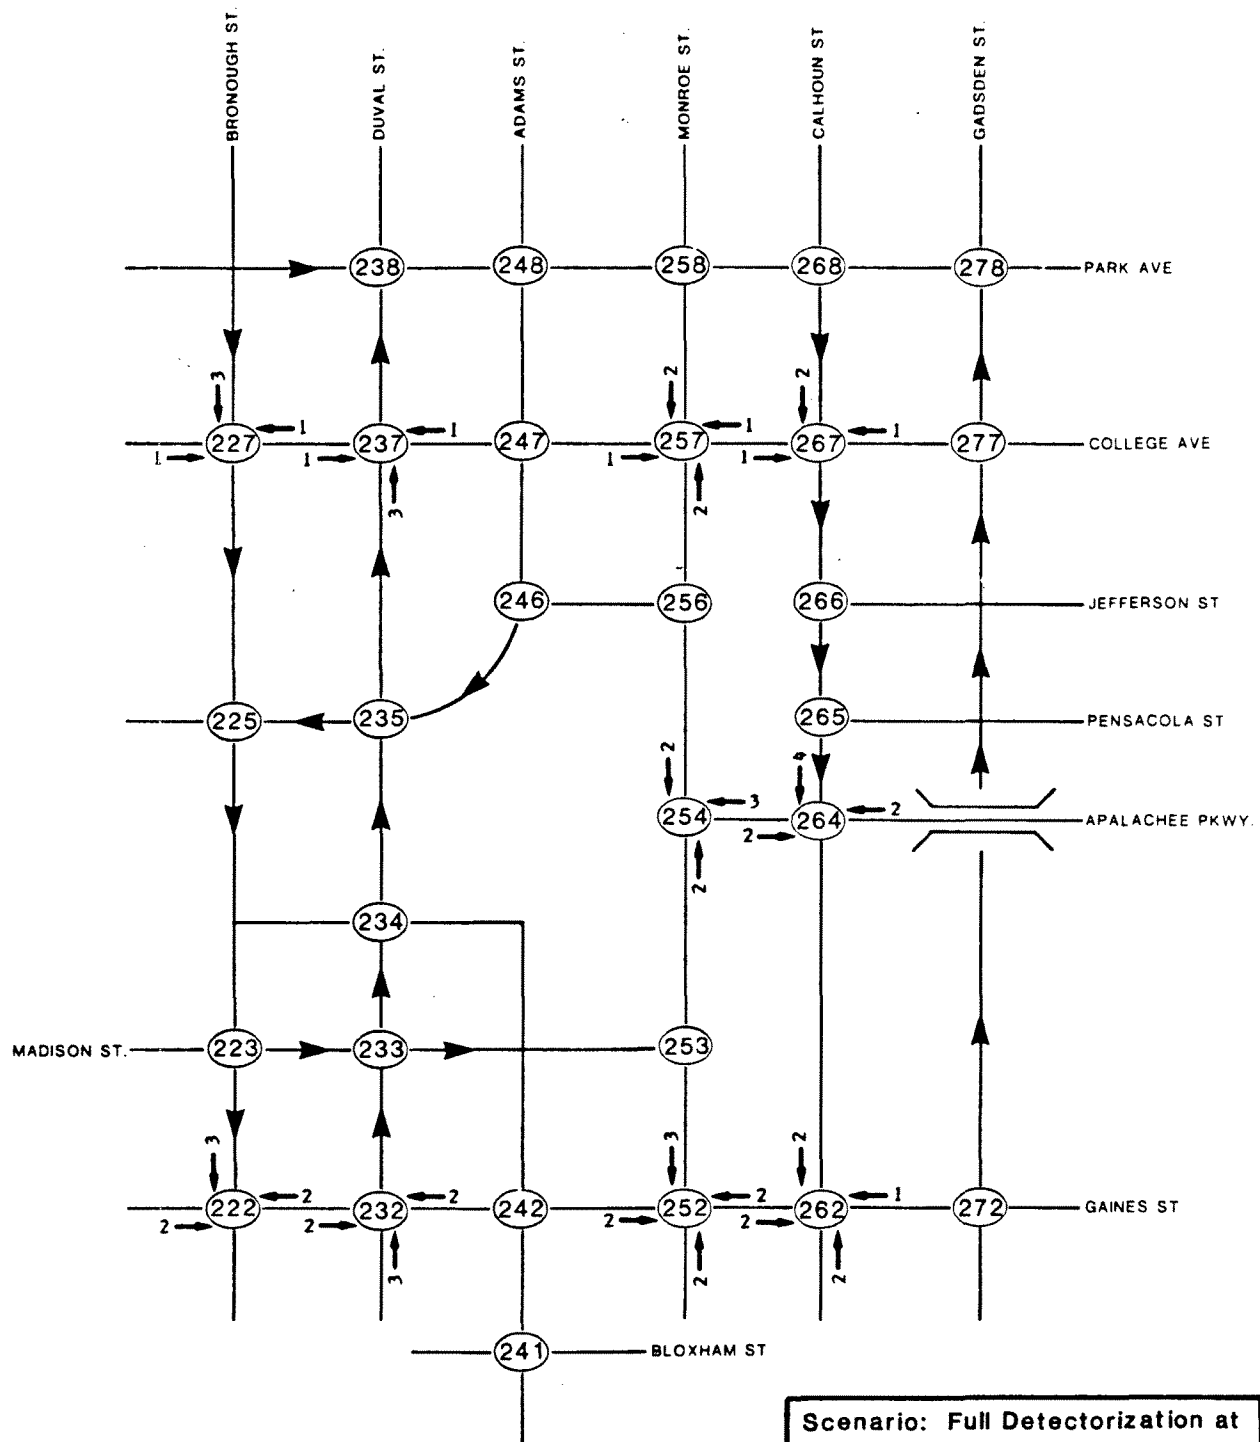 BRONOUGH ST.
DUVAL ST.
ADAMS ST.
MONROE ST.
CALHOUN ST
GADSDEN ST.
238 248 258 268 278 PARK AVE
3 2 2
1 1 1 1
227 237 247 257 267 277 COLLEGE AVE
1 1 1 1
3 2
246 256 266 JEFFERSON ST
225 235 265 PENSACOLA ST
2 4
3 2
254 264 APALACHEE PKWY.
2
2
234
MADISON ST. 223 233 253
3 3 2
2 2 2 1
222 232 242 252 262 272 GAINES ST
2 2 2 2
3 2 2
241 BLOXHAM ST
Scenario: Full Detectorization at